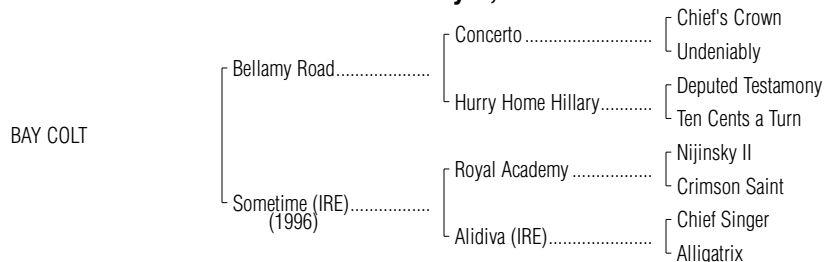 Chief's Crown
Concerto ..............................
Undeniably
Bellamy Road....................
Deputed Testamony
Hurry Home Hillary...........
Ten Cents a Turn
BAY COLT
Nijinsky II
Royal Academy .................
Crimson Saint
Sometime (IRE).................
(1996)
Chief Singer
Alidiva (IRE)......................
Alligatrix